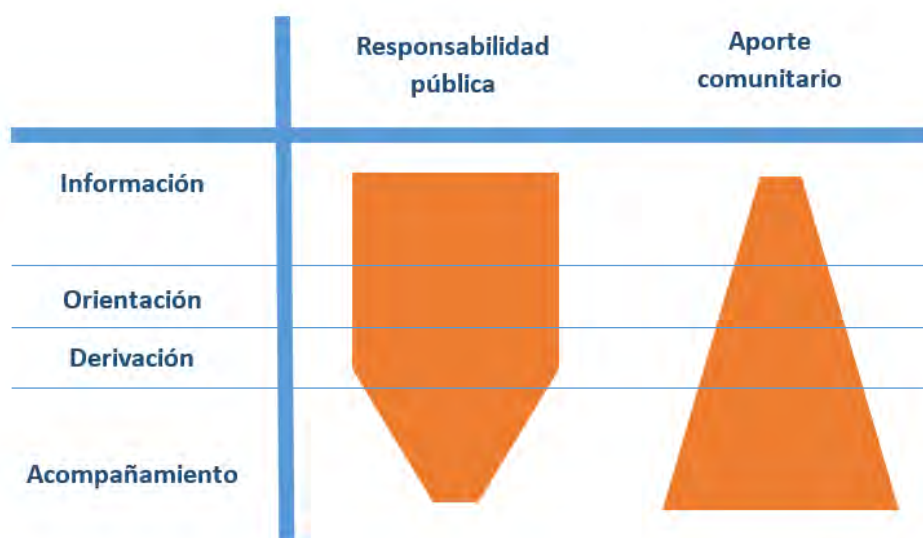 Responsabilidad
pública
Aporte
comunitario
Información
Orientación
Derivación
Acompañamiento